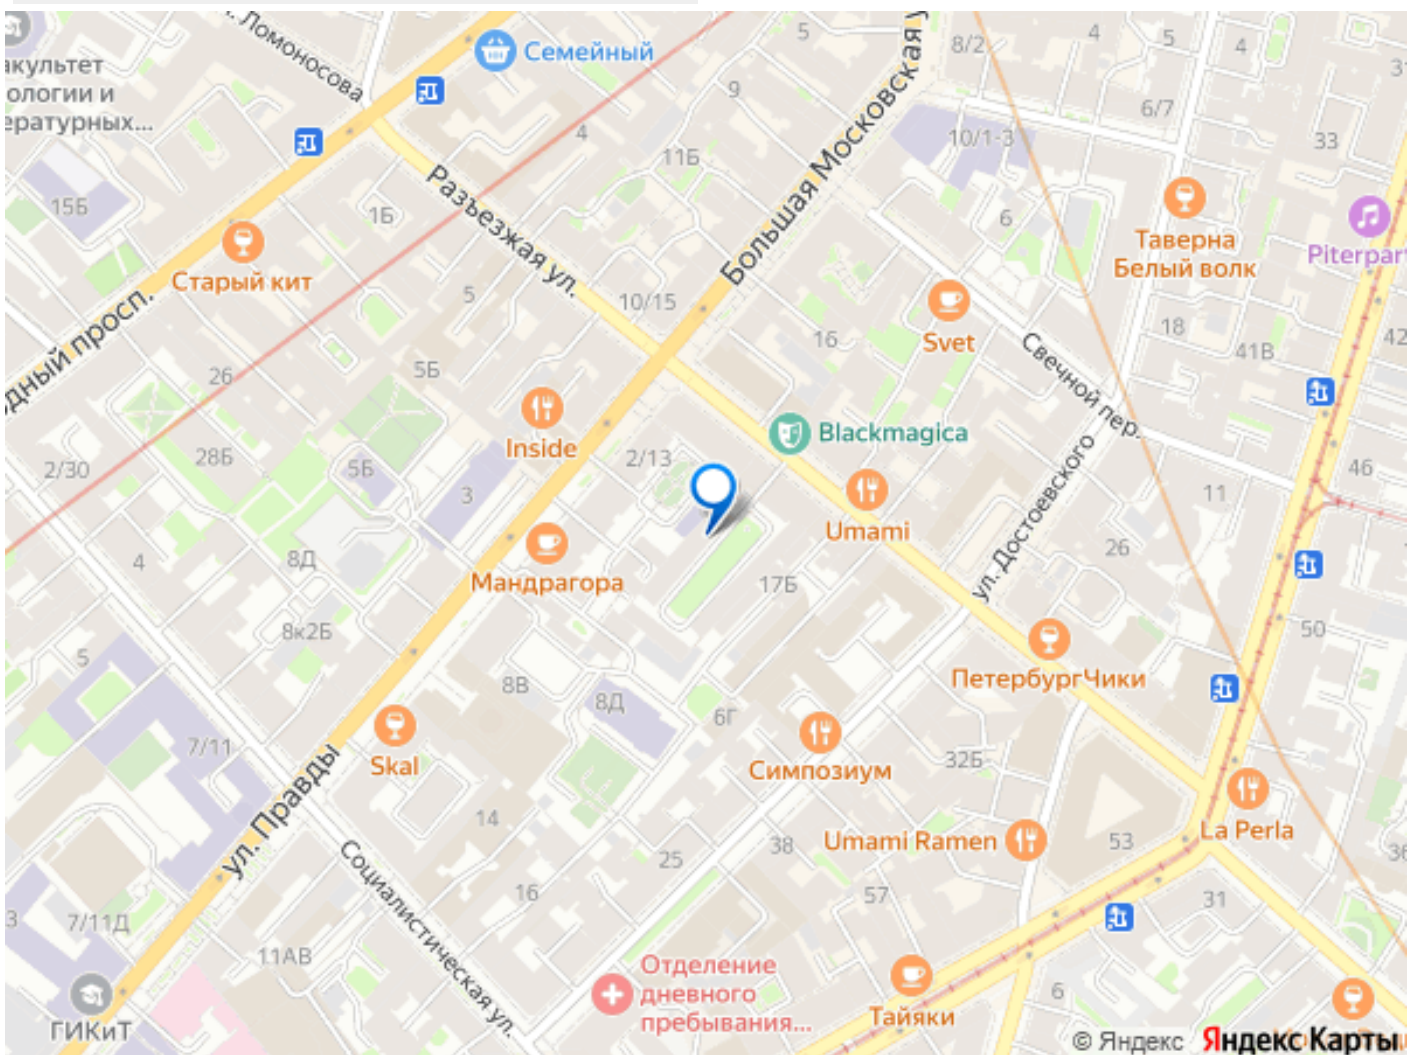 ул. Ломоносова
Семейный
5
8/2
4
5
4
акультет
ологии и
ературных...
9
6/7
4
11Б
10/1-3
33
Большая Московская у
15Б
1Б
Разъезжая ул.
6
Таверна
Белый волк
Piterpart
Старый кит
5
10/15
16
Svet
18
41В
42
дный просп.
26
5Б
Свечной пер.
Inside
Blackmagica
2/30
28Б
5Б
3
2/13
46
11
Umami
ул. Достоевского
26
4
8Д
Мандрагора
17Б
8к2Б
5
50
8В
8Д
6Г
ПетербургЧики
7/11
Skal
Симпозиум
32Б
ул. Правды
14
La Perla
Umami Ramen
53
36
25
38
Социалистическая ул.
16
57
31
3
7/11Д
11АВ
Отделение
дневного
пребывания...
6
Тайяки
ГИКиТ
© Яндекс
Яндекс Карты